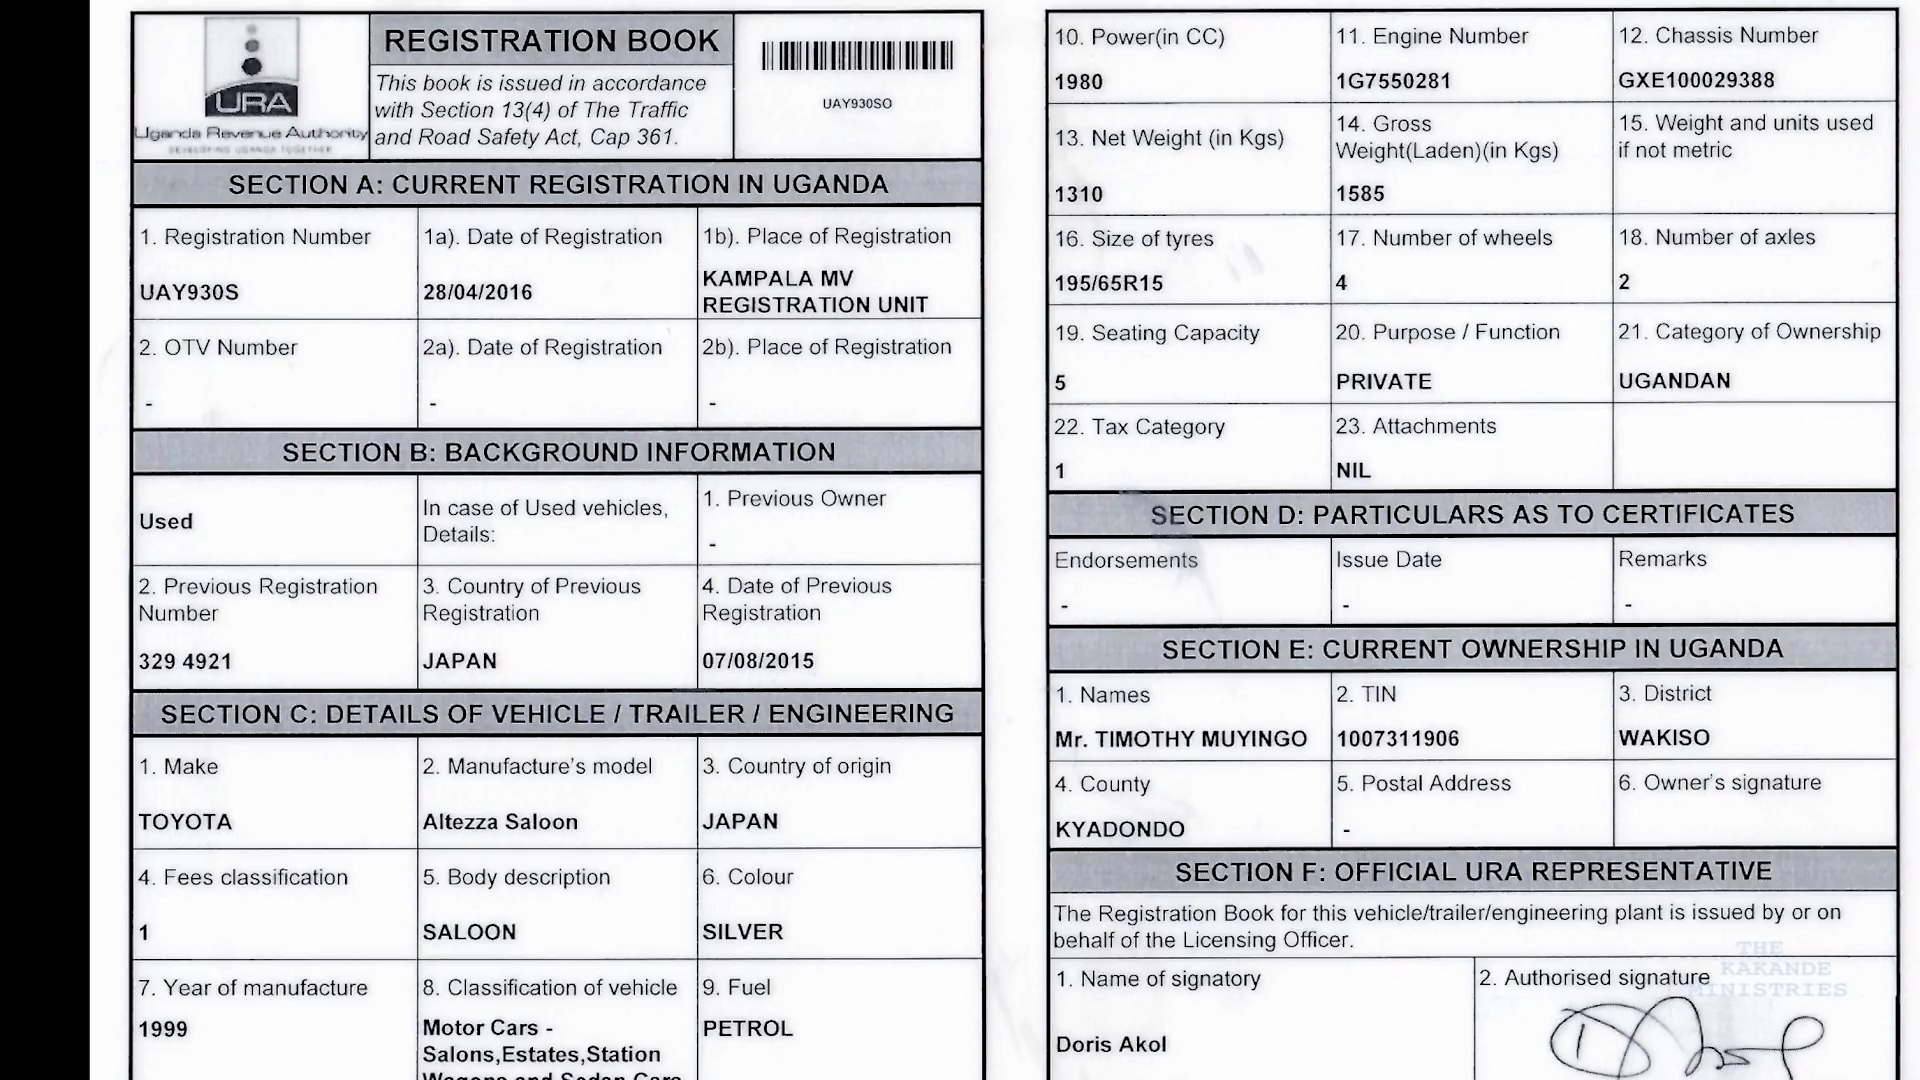 URA
Uganda Revenue Authority
DEVELOPING UGANDA TOGETHER
REGISTRATION BOOK
This book is issued in accordance
with Section 13(4) of The Traffic
and Road Safety Act, Cap 361.
UAY930SO
SECTION A: CURRENT REGISTRATION IN UGANDA
1. Registration Number
UAY930S
1a). Date of Registration
28/04/2016
1b). Place of Registration
KAMPALA MV
REGISTRATION UNIT
2. OTV Number
-
2a). Date of Registration
-
2b). Place of Registration
-
SECTION B: BACKGROUND INFORMATION
Used
In case of Used vehicles,
Details:
1. Previous Owner
-
2. Previous Registration
Number
329 4921
3. Country of Previous
Registration
JAPAN
4. Date of Previous
Registration
07/08/2015
SECTION C: DETAILS OF VEHICLE / TRAILER / ENGINEERING
1. Make
TOYOTA
2. Manufacture's model
Altezza Saloon
3. Country of origin
JAPAN
4. Fees classification
1
5. Body description
SALOON
6. Colour
SILVER
7. Year of manufacture
1999
8. Classification of vehicle
Motor Cars -
Salons,Estates,Station
Wagons and Sedan Cars
9. Fuel
PETROL
10. Power(in CC)
1980
11. Engine Number
1G7550281
12. Chassis Number
GXE100029388
13. Net Weight (in Kgs)
1310
14. Gross
Weight(Laden)(in Kgs)
1585
15. Weight and units used
if not metric
16. Size of tyres
195/65R15
17. Number of wheels
4
18. Number of axles
2
19. Seating Capacity
5
20. Purpose / Function
PRIVATE
21. Category of Ownership
UGANDAN
22. Tax Category
1
23. Attachments
NIL
SECTION D: PARTICULARS AS TO CERTIFICATES
Endorsements
-
Issue Date
-
Remarks
-
SECTION E: CURRENT OWNERSHIP IN UGANDA
1. Names
Mr. TIMOTHY MUYINGO
2. TIN
1007311906
3. District
WAKISO
4. County
KYADONDO
5. Postal Address
-
6. Owner's signature
SECTION F: OFFICIAL URA REPRESENTATIVE
The Registration Book for this vehicle/trailer/engineering plant is issued by or on
behalf of the Licensing Officer.
1. Name of signatory
Doris Akol
2. Authorised signature
THE
KAKANDE
MINISTRIES